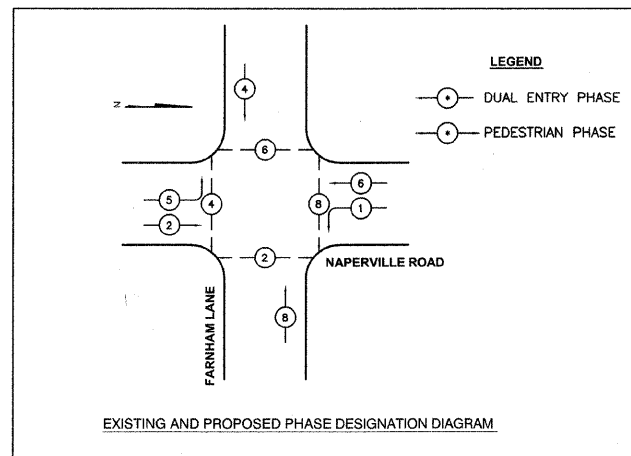 LEGEND
* DUAL ENTRY PHASE
* PEDESTRIAN PHASE
N
4
6
5
4
8
6
1
2
2
NAPERVILLE ROAD
8
FARNHAM LANE
EXISTING AND PROPOSED PHASE DESIGNATION DIAGRAM